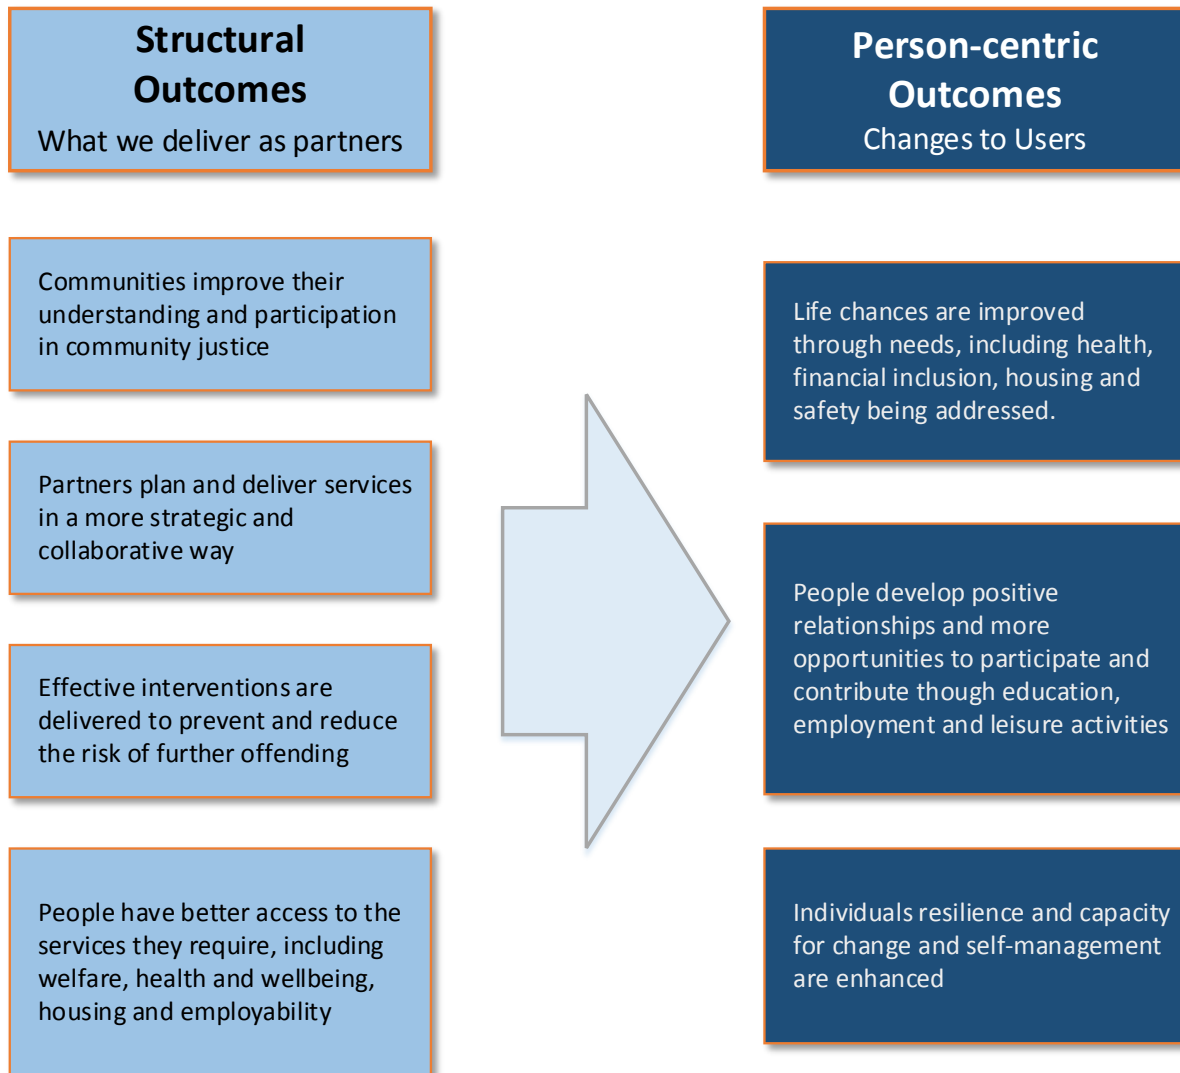 Structural
Outcomes
What we deliver as partners
Communities improve their
understanding and participation
in community justice
Partners plan and deliver services
in a more strategic and
collaborative way
Effective interventions are
delivered to prevent and reduce
the risk of further offending
People have better access to the
services they require, including
welfare, health and wellbeing,
housing and employability
Person-centric
Outcomes
Changes to Users
Life chances are improved
through needs, including health,
financial inclusion, housing and
safety being addressed.
People develop positive
relationships and more
opportunities to participate and
contribute though education,
employment and leisure activities
Individuals resilience and capacity
for change and self-management
are enhanced